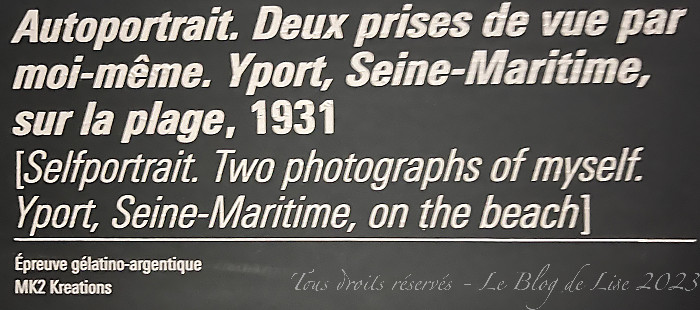 Autoportrait. Deux prises de vue par
moi-même. Yport, Seine-Maritime,
sur la plage, 1931
[Selfportrait. Two photographs of myself.
Yport, Seine-Maritime, on the beach]
Épreuve gélatino-argentique
MK2 Kreations
Tous droits réservés - Le Blog de Lise 2023